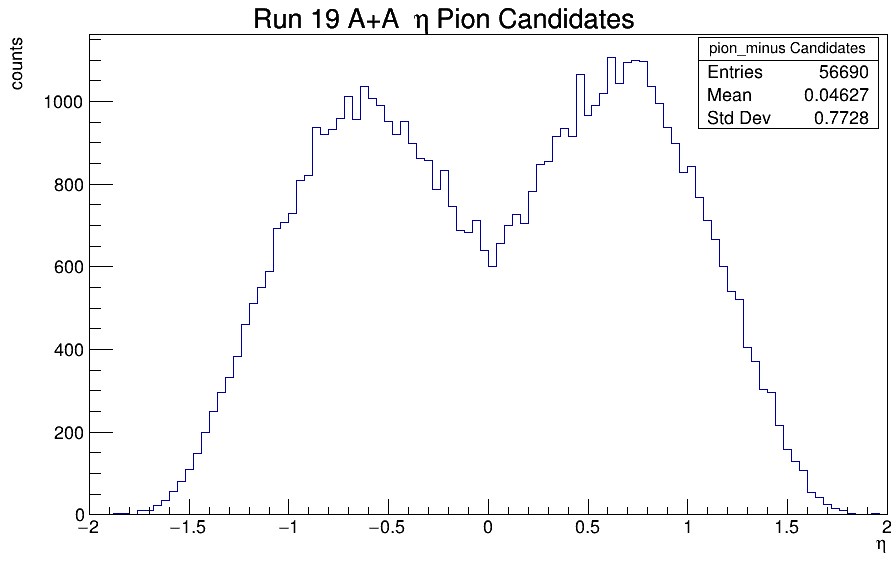 Run 19 A+A η Pion Candidates
counts
pion_minus Candidates
Entries 56690
Mean 0.04627
Std Dev 0.7728
1000
800
600
400
200
0
−2 −1.5 −1 −0.5 0 0.5 1 1.5 2
η